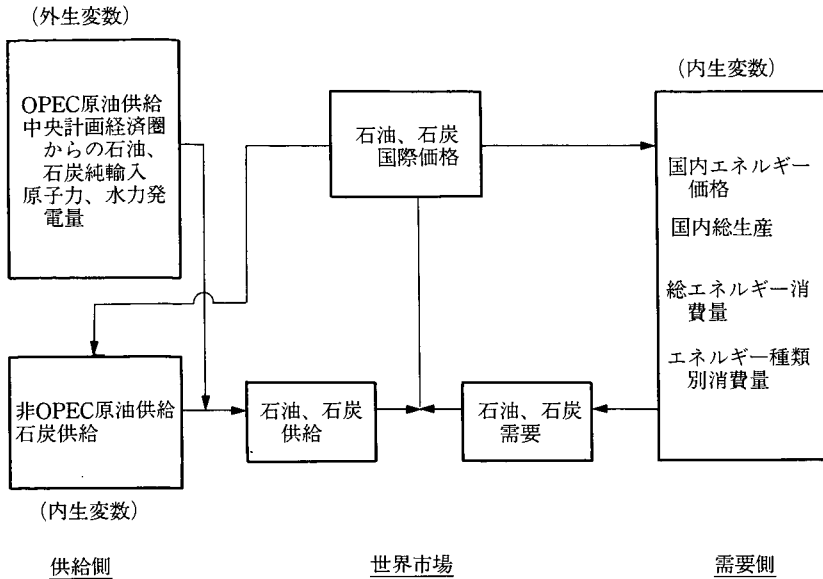 (外生変数)
OPEC原油供給
中央計画経済圏
からの石油、
石炭純輸入
原子力、水力発
電量
石油、石炭
国際価格
(内生変数)
国内エネルギー
価格
国内総生産
総エネルギー消
費量
エネルギー種類
別消費量
非OPEC原油供給
石炭供給
(内生変数)
石油、石炭
供給
石油、石炭
需要
供給側
世界市場
需要側